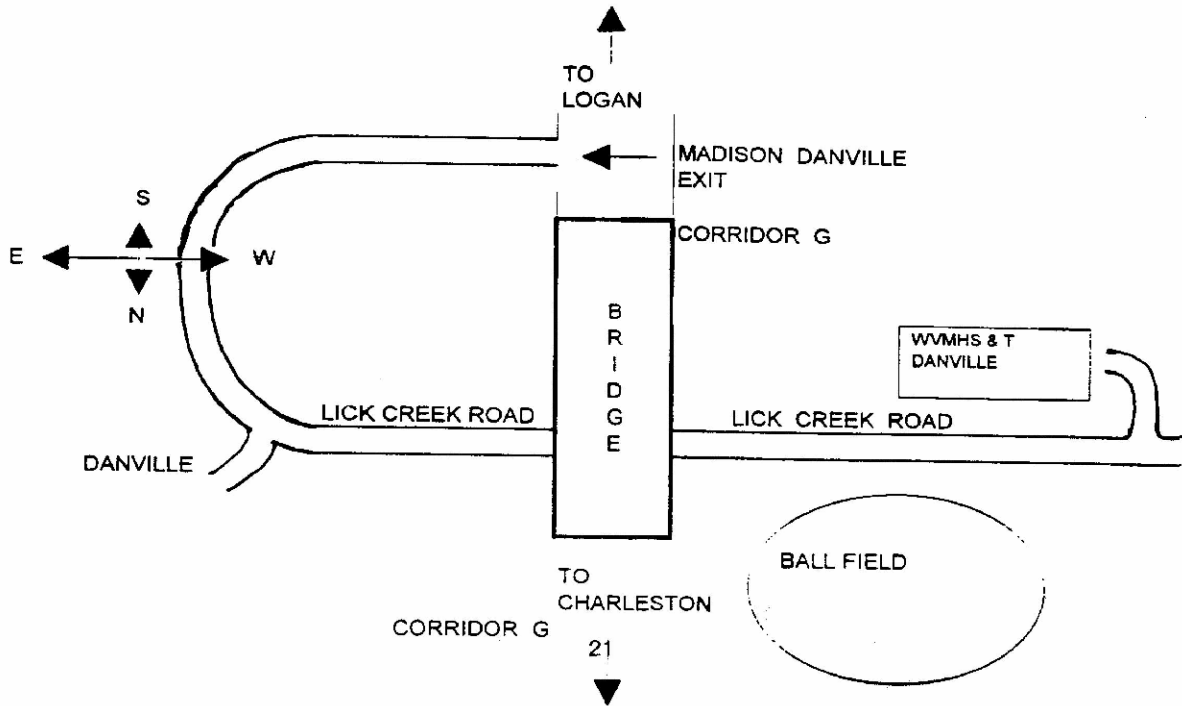 TO
LOGAN
MADISON DANVILLE
EXIT
S
E
W
N
CORRIDOR G
B
R
I
D
G
E
WVMHS & T
DANVILLE
LICK CREEK ROAD
LICK CREEK ROAD
DANVILLE
BALL FIELD
TO
CHARLESTON
CORRIDOR G
21